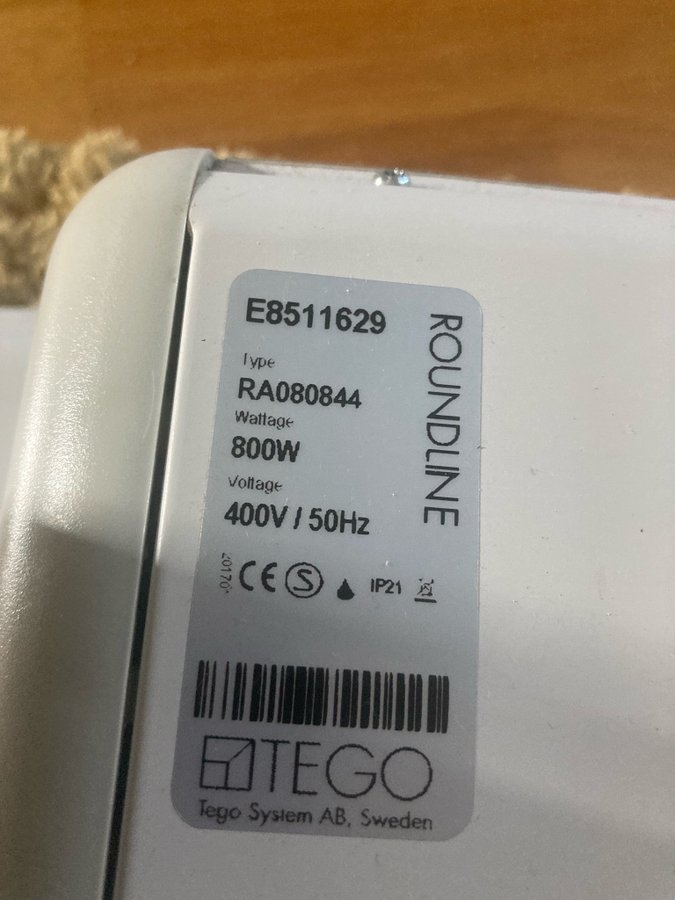 E8511629
Type
RA080844
Wattage
800W
Voltage
400V / 50Hz
CE S IP21
TEGO
Tego System AB, Sweden
ROUNDLINE